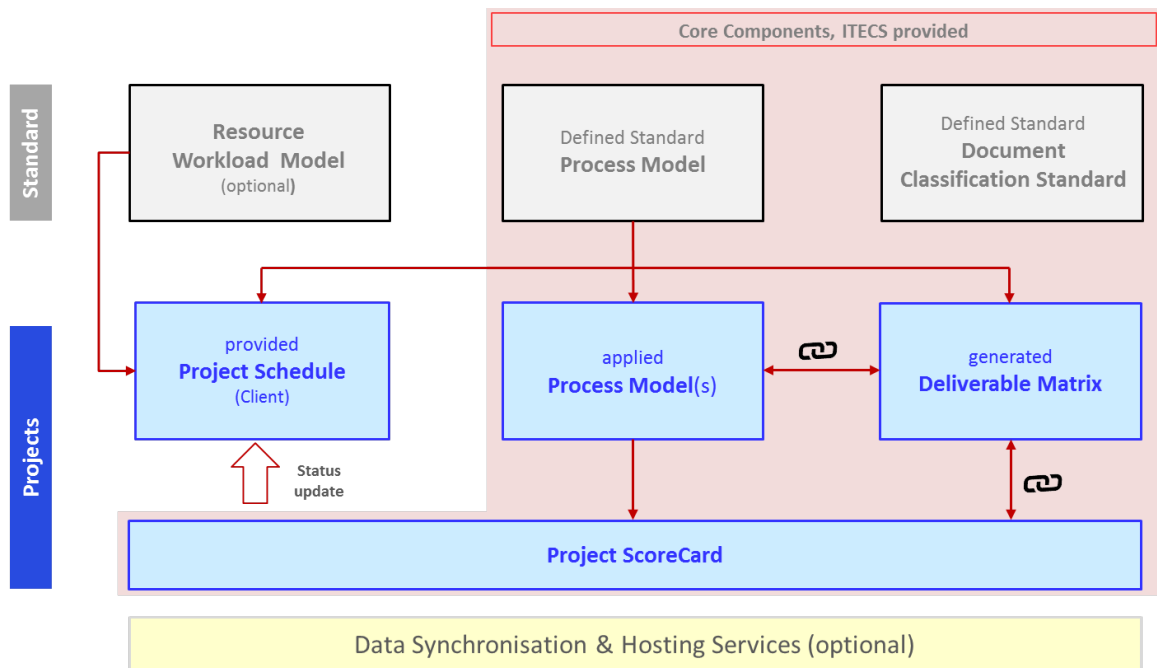 Core Components, ITECS provided
Standard
Resource
Workload Model
(optional)
Defined Standard
Process Model
Defined Standard
Document
Classification Standard
Projects
provided
Project Schedule
(Client)
applied
Process Model(s)
generated
Deliverable Matrix
Status
update
Project ScoreCard
Data Synchronisation & Hosting Services (optional)